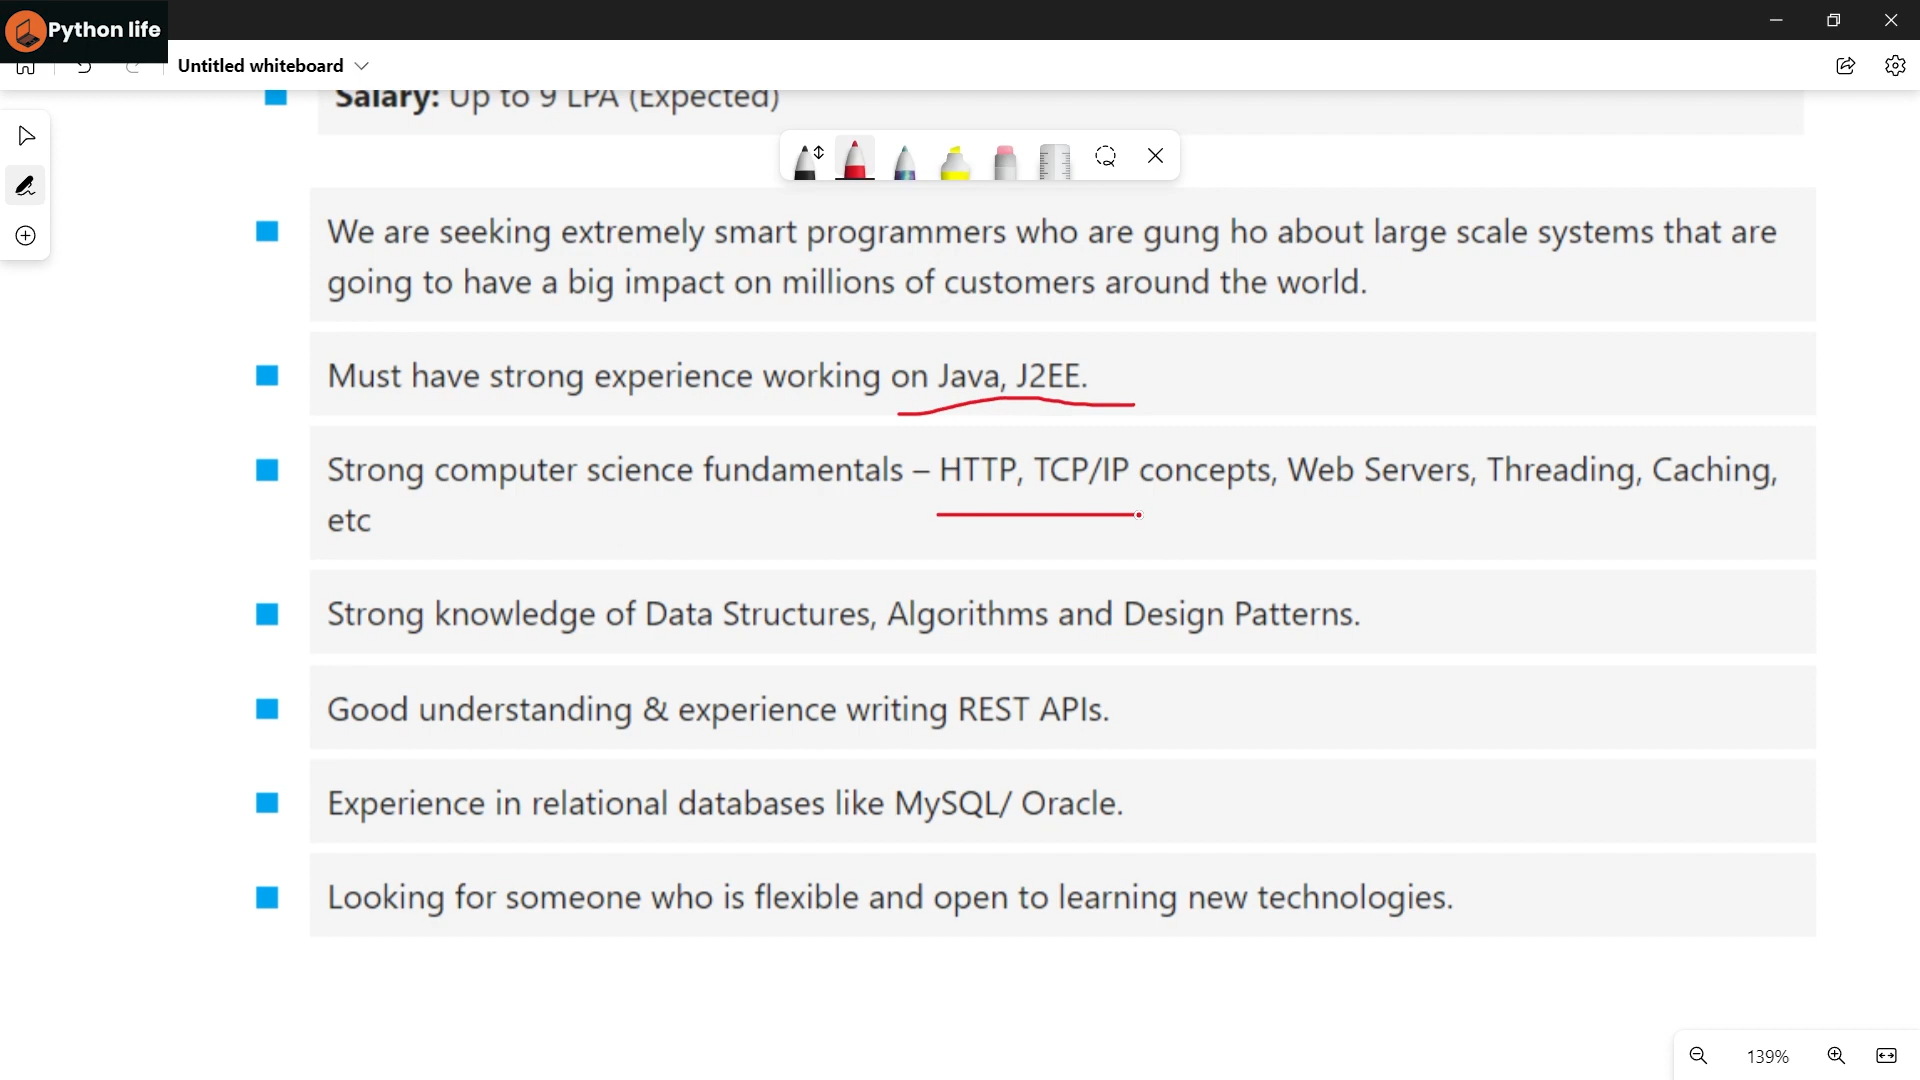 Python life
Untitled whiteboard
Salary: Up to 9 LPA (Expected)
We are seeking extremely smart programmers who are gung ho about large scale systems that are
going to have a big impact on millions of customers around the world.
Must have strong experience working on Java, J2EE.
Strong computer science fundamentals – HTTP, TCP/IP concepts, Web Servers, Threading, Caching,
etc
Strong knowledge of Data Structures, Algorithms and Design Patterns.
Good understanding & experience writing REST APIs.
Experience in relational databases like MySQL/ Oracle.
Looking for someone who is flexible and open to learning new technologies.
139%